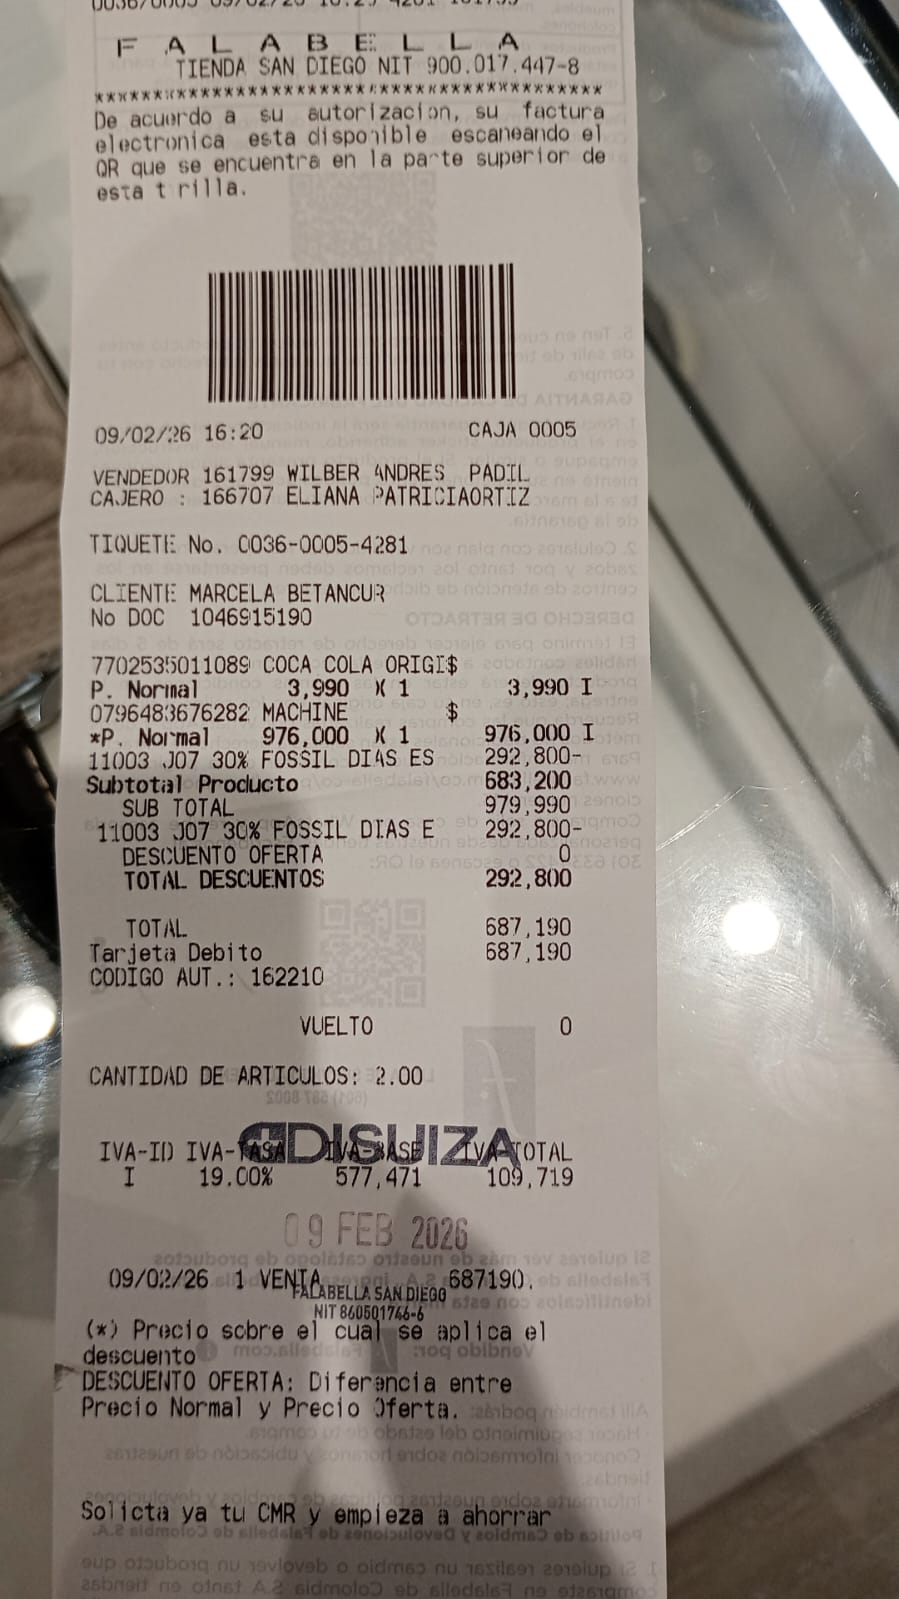 F A L A B E L L A
TIENDA SAN DIEGO NIT 900.017.447-8
******************************************
De acuerdo a su autorizacion, su factura
electronica esta disponible escaneando el
QR que se encuentra en la parte superior de
esta t rilla.
09/02/26 16:20 CAJA 0005
VENDEDOR 161799 WILBER ANDRES PADIL
CAJERO : 166707 ELIANA PATRICIAORTIZ
TIQUETE No. 0036-0005-4281
CLIENTE MARCELA BETANCUR
No DOC 1046915190
7702535011089 COCA COLA ORIGI$
P. Normal 3,990 X 1 3,990 I
0796483676282 MACHINE $
*P. Normal 976,000 X 1 976,000 I
11003 J07 30% FOSSIL DIAS ES 292,800-
Subtotal Producto 683,200
SUB TOTAL 979,990
11003 J07 30% FOSSIL DIAS E 292,800-
DESCUENTO OFERTA 0
TOTAL DESCUENTOS 292,800
TOTAL 687,190
Tarjeta Debito 687,190
CODIGO AUT.: 162210
VUELTO 0
CANTIDAD DE ARTICULOS: 2.00
DISUIZA
IVA-ID IVA-TASA IVA-BASE IVA-TOTAL
I 19.00% 577,471 109,719
09 FEB 2026
09/02/26 1 VENTA 687190.
FALABELLA SAN DIEGO
NIT 860501746-6
(*) Precio sobre el cual se aplica el
descuento
DESCUENTO OFERTA: Diferencia entre
Precio Normal y Precio Oferta.
Solicta ya tu CMR y empieza a ahorrar